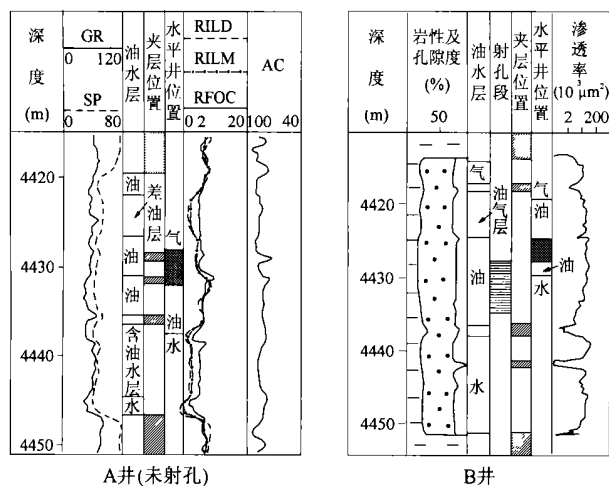 深度(m)
GR
0 120
SP
0 80
油水层
夹层位置
水平井位置
RILD
RILM
RFOC
0 2 20
AC
100 40
4420
4430
4440
4450
油
差油层
油
油
含油水层
水
气
油
水
A井(未射孔)
深度(m)
岩性及
孔隙度
(%)
50
油水层
射孔段
夹层位置
水平井位置
渗透率
(10³μm²)
2 200
4420
4430
4440
4450
气
油气层
油
水
气
油
油
水
B井